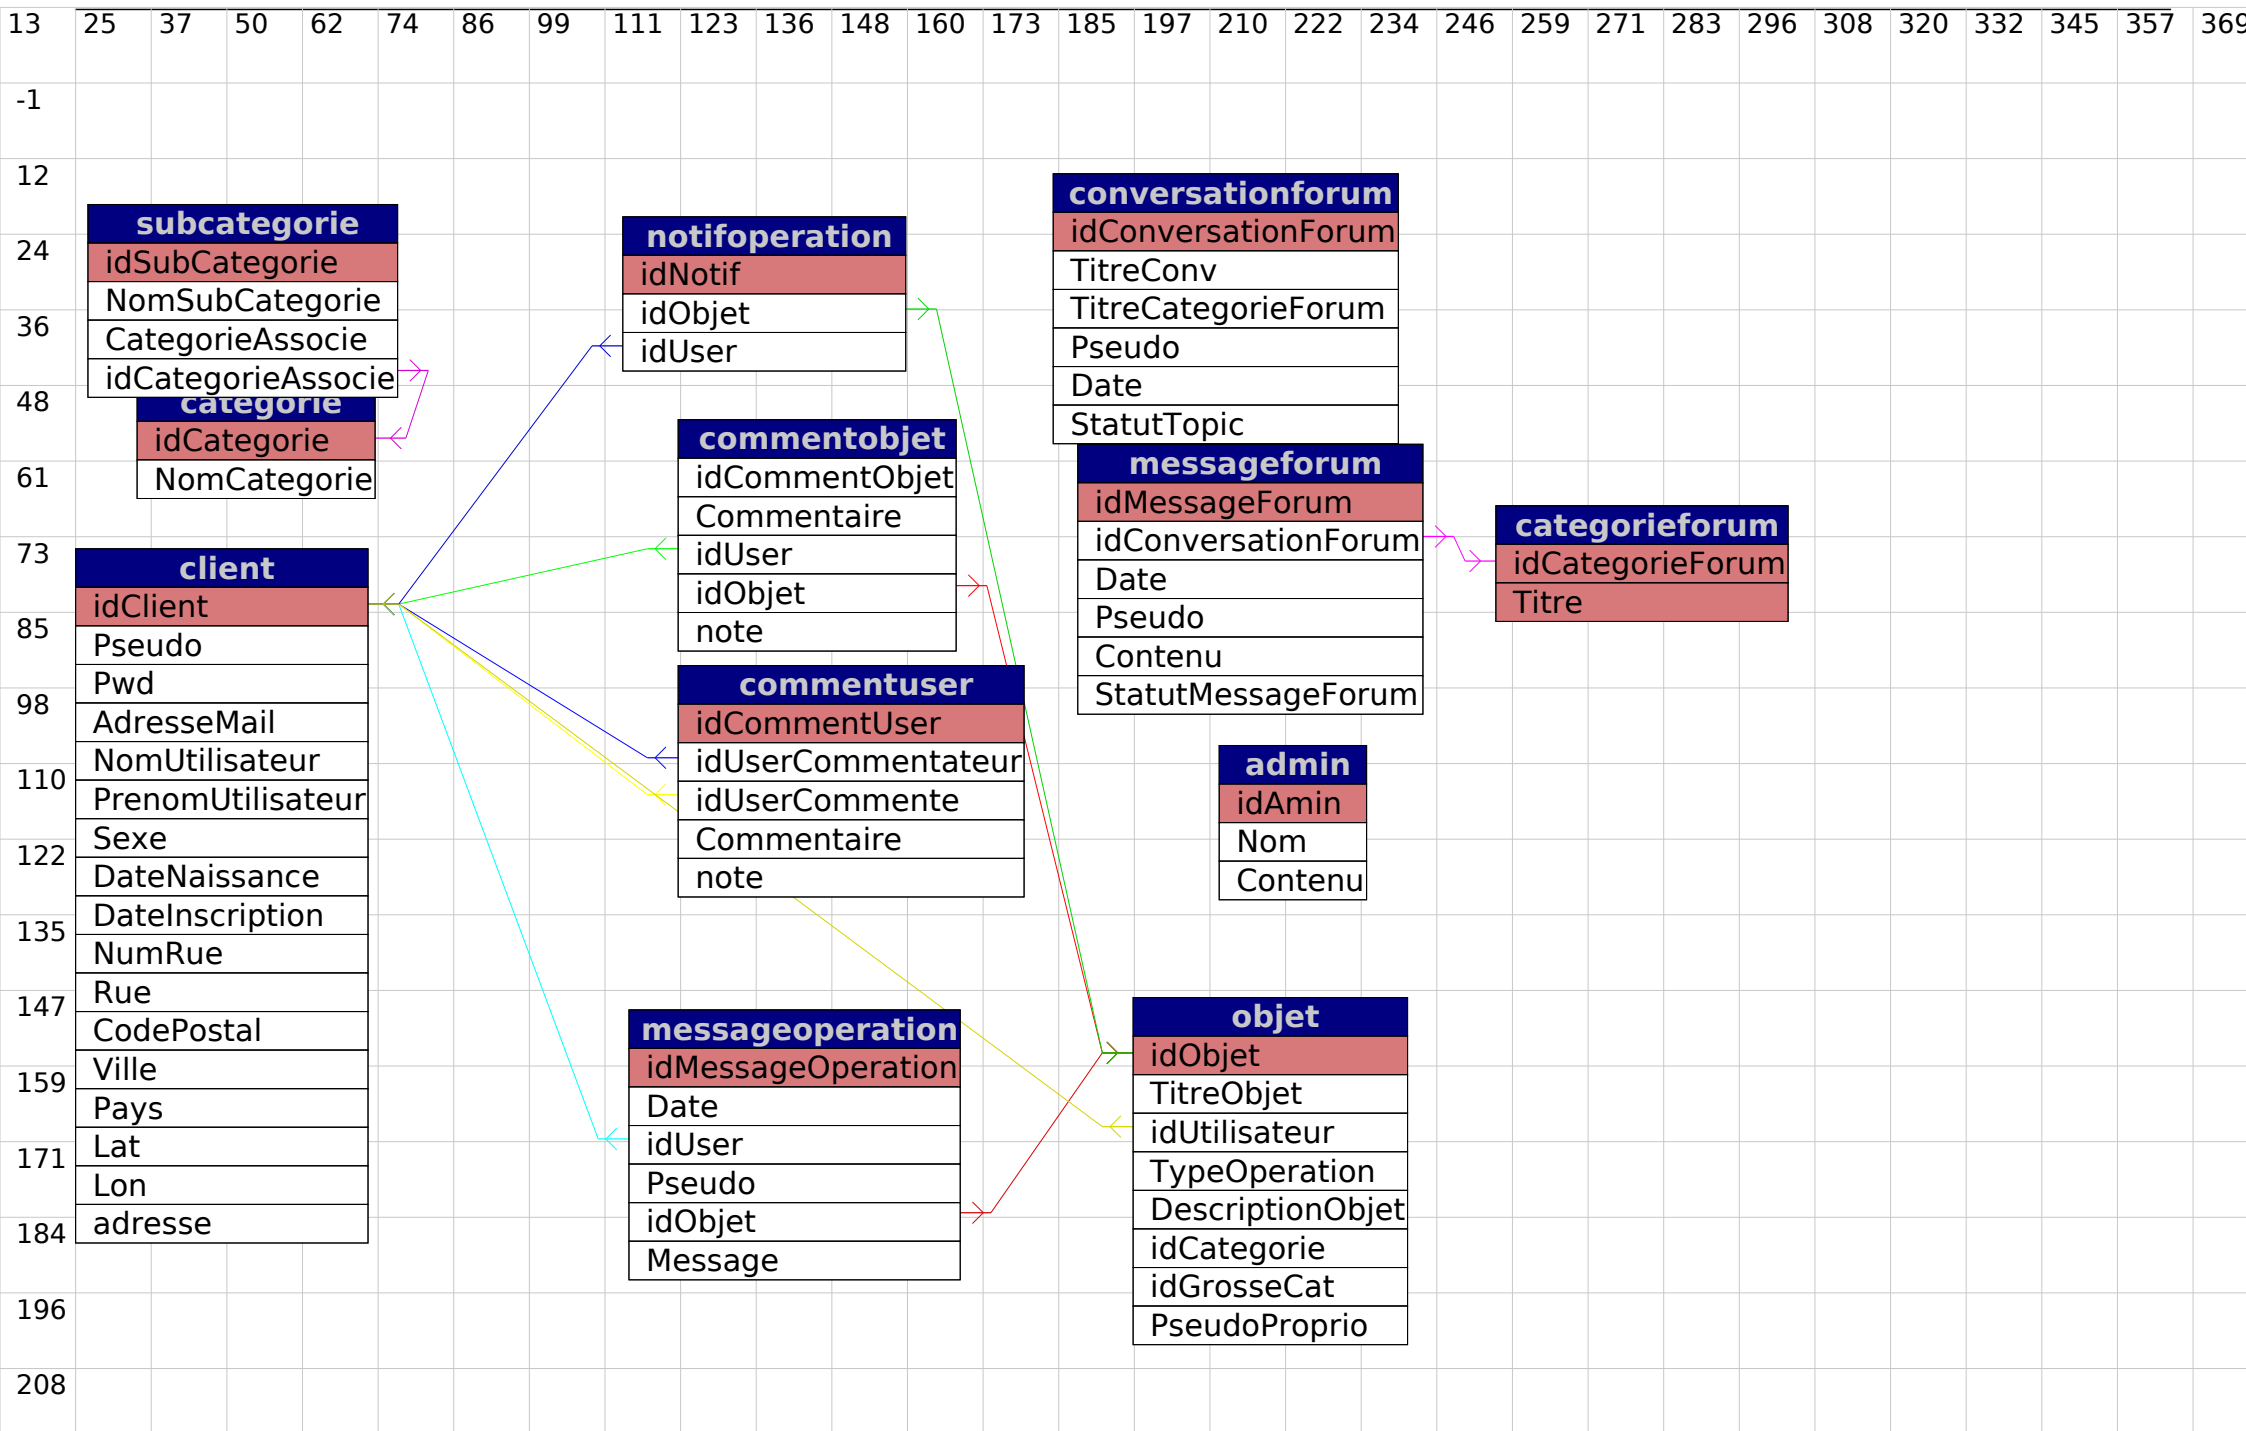 13 25 37 50 62 74 86 99 111 123 136 148 160 173 185 197 210 222 234 246 259 271 283 296 308 320 332 345 357 369
-1
12
24
36
48
61
73
85
98
110
122
135
147
159
171
184
196
208
subcategorie
idSubCategorie
NomSubCategorie
CategorieAssocie
idCategorieAssocie
categorie
idCategorie
NomCategorie
client
idClient
Pseudo
Pwd
AdresseMail
NomUtilisateur
PrenomUtilisateur
Sexe
DateNaissance
DateInscription
NumRue
Rue
CodePostal
Ville
Pays
Lat
Lon
adresse
notifoperation
idNotif
idObjet
idUser
commentobjet
idCommentObjet
Commentaire
idUser
idObjet
note
commentuser
idCommentUser
idUserCommentateur
idUserCommente
Commentaire
note
messageoperation
idMessageOperation
Date
idUser
Pseudo
idObjet
Message
conversationforum
idConversationForum
TitreConv
TitreCategorieForum
Pseudo
Date
StatutTopic
messageforum
idMessageForum
idConversationForum
Date
Pseudo
Contenu
StatutMessageForum
categorieforum
idCategorieForum
Titre
admin
idAmin
Nom
Contenu
objet
idObjet
TitreObjet
idUtilisateur
TypeOperation
DescriptionObjet
idCategorie
idGrosseCat
PseudoProprio